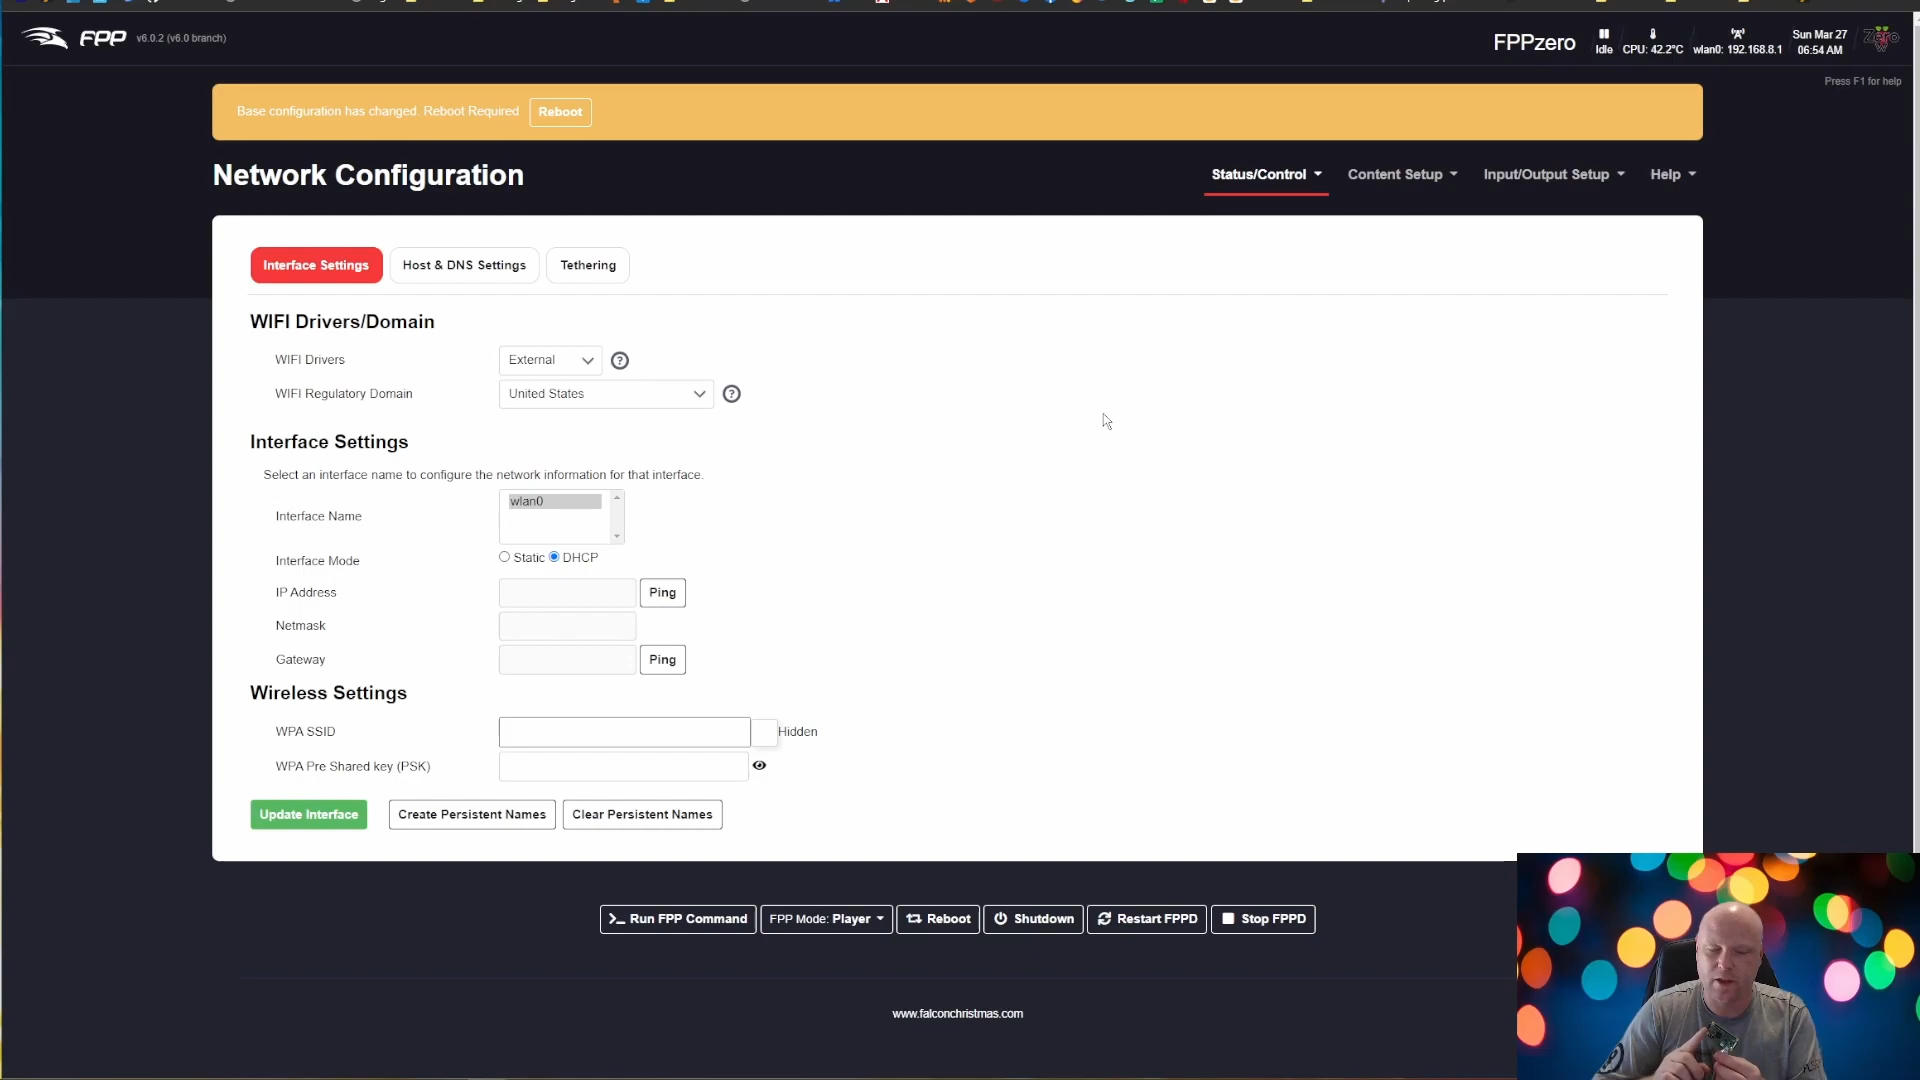 FPP v6.0.2 (v6.0 branch)
FPPzero
Idle
CPU: 42.2°C
wlan0: 192.168.8.1
Sun Mar 27
06:54 AM
Zero
W
Press F1 for help
Base configuration has changed. Reboot Required Reboot
Network Configuration
Status/Control Content Setup Input/Output Setup Help
Interface Settings Host & DNS Settings Tethering
WIFI Drivers/Domain
WIFI Drivers External
WIFI Regulatory Domain United States
Interface Settings
Select an interface name to configure the network information for that interface.
Interface Name wlan0
Interface Mode Static DHCP
IP Address Ping
Netmask
Gateway Ping
Wireless Settings
WPA SSID Hidden
WPA Pre Shared key (PSK)
Update Interface Create Persistent Names Clear Persistent Names
Run FPP Command FPP Mode: Player Reboot Shutdown Restart FPPD Stop FPPD
www.falconchristmas.com